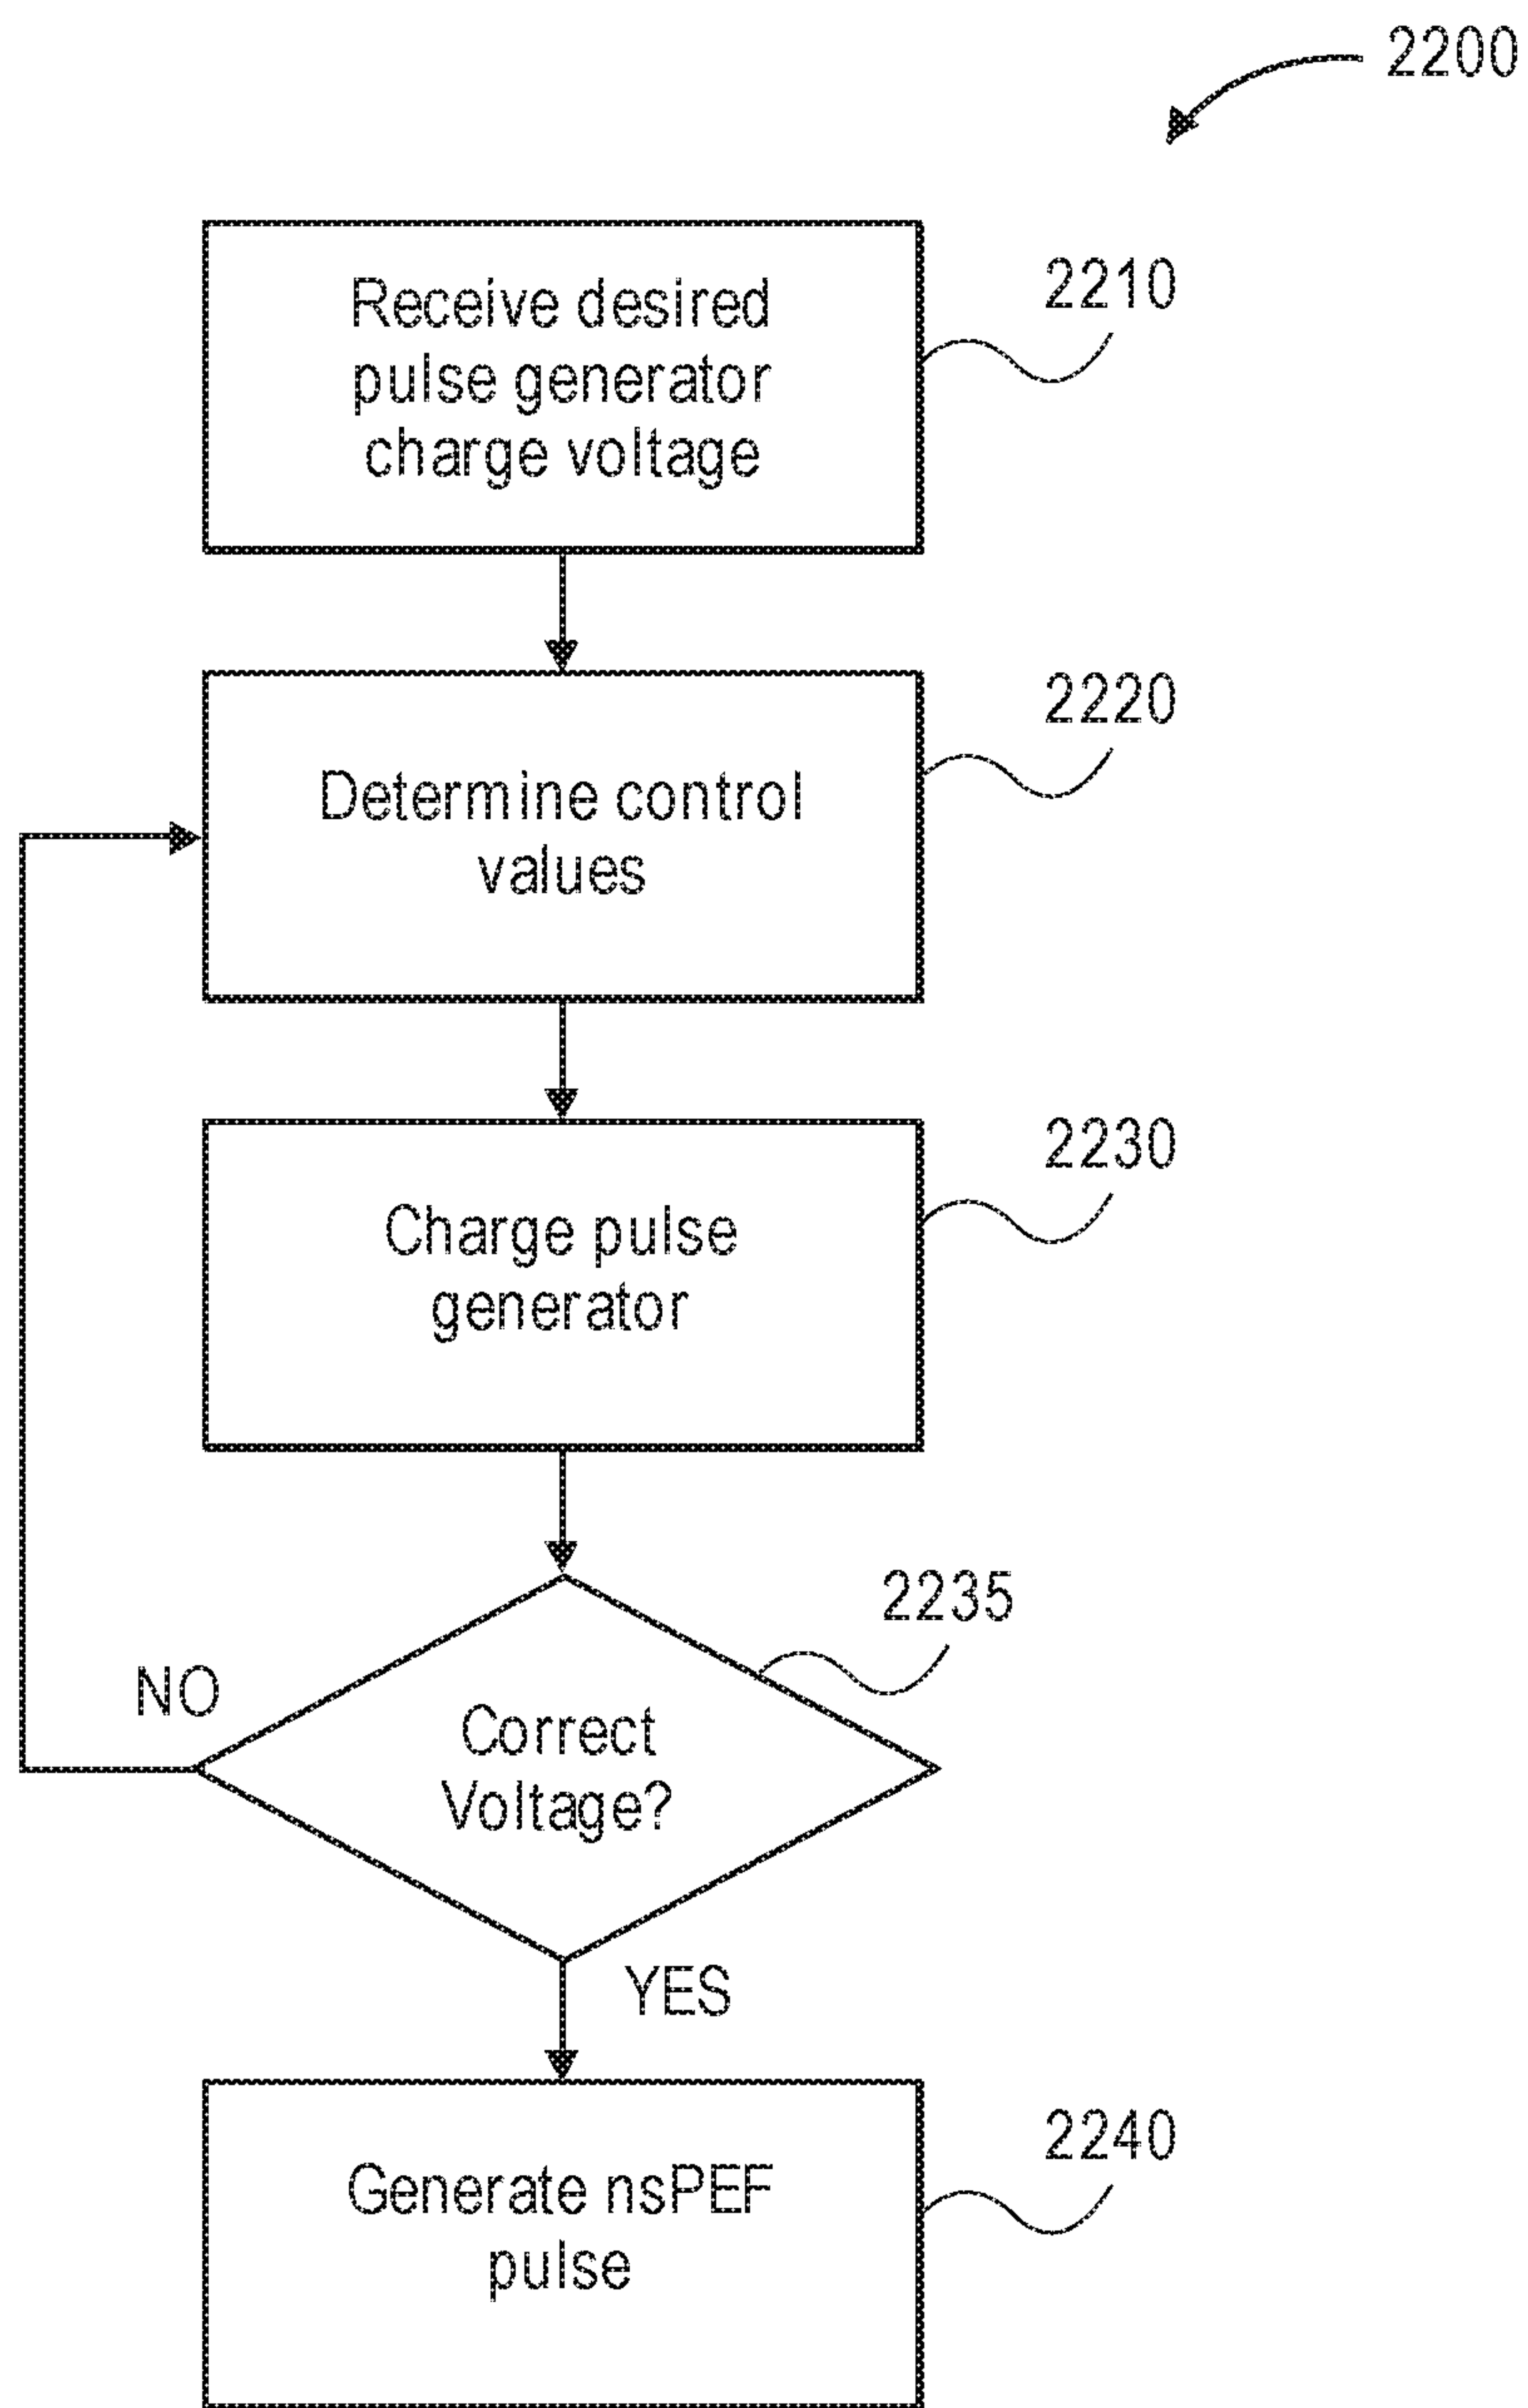 2200
Receive desired
pulse generator
charge voltage
2210
Determine control
values
2220
Charge pulse
generator
2230
Correct
Voltage?
2235
NO
YES
Generate nsPEF
pulse
2240